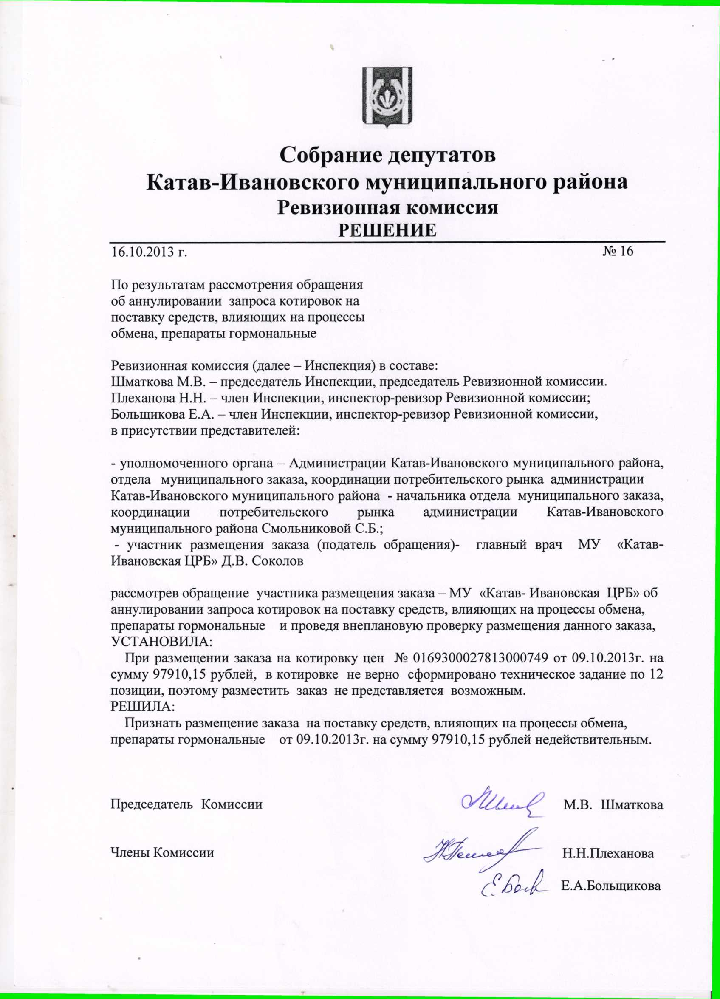 Собрание депутатов
Катав-Ивановского муниципального района
Ревизионная комиссия
РЕШЕНИЕ
16.10.2013 г. № 16
По результатам рассмотрения обращения
об аннулировании запроса котировок на
поставку средств, влияющих на процессы
обмена, препараты гормональные
Ревизионная комиссия (далее – Инспекция) в составе:
Шматкова М.В. – председатель Инспекции, председатель Ревизионной комиссии.
Плеханова Н.Н. – член Инспекции, инспектор-ревизор Ревизионной комиссии;
Больщикова Е.А. – член Инспекции, инспектор-ревизор Ревизионной комиссии,
в присутствии представителей:
- уполномоченного органа – Администрации Катав-Ивановского муниципального района,
отдела муниципального заказа, координации потребительского рынка администрации
Катав-Ивановского муниципального района - начальника отдела муниципального заказа,
координации потребительского рынка администрации Катав-Ивановского
муниципального района Смольниковой С.Б.;
- участник размещения заказа (податель обращения)- главный врач МУ «Катав-
Ивановская ЦРБ» Д.В. Соколов
рассмотрев обращение участника размещения заказа – МУ «Катав- Ивановская ЦРБ» об
аннулировании запроса котировок на поставку средств, влияющих на процессы обмена,
препараты гормональные и проведя внеплановую проверку размещения данного заказа,
УСТАНОВИЛА:
При размещении заказа на котировку цен № 0169300027813000749 от 09.10.2013г. на
сумму 97910,15 рублей, в котировке не верно сформировано техническое задание по 12
позиции, поэтому разместить заказ не представляется возможным.
РЕШИЛА:
Признать размещение заказа на поставку средств, влияющих на процессы обмена,
препараты гормональные от 09.10.2013г. на сумму 97910,15 рублей недействительным.
Председатель Комиссии М.В. Шматкова
Члены Комиссии Н.Н.Плеханова
Е.А.Больщикова